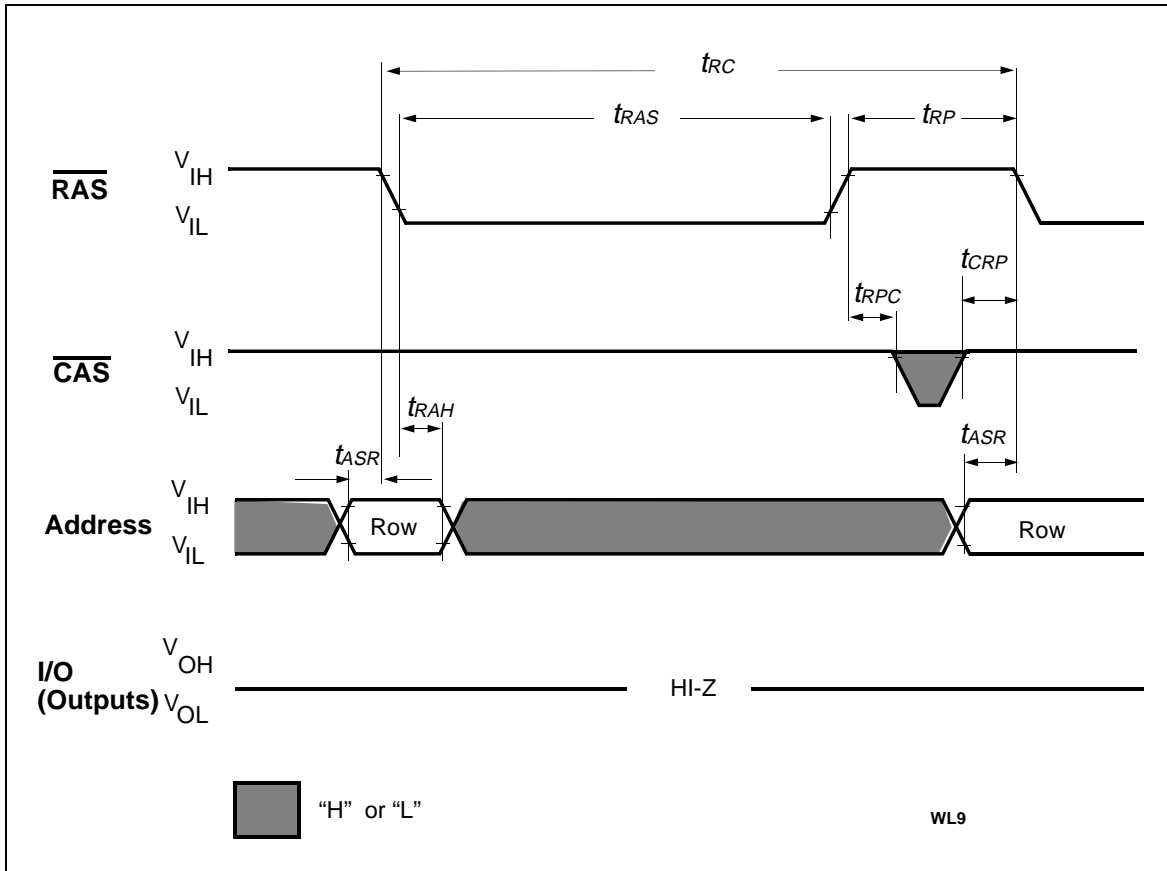 tRC
tRAS
tRP
RAS
VIH
VIL
tCRP
tRPC
CAS
VIH
VIL
tRAH
tASR
tASR
Address
VIH
VIL
Row
Row
I/O
(Outputs)
VOH
VOL
HI-Z
“H” or “L”
WL9